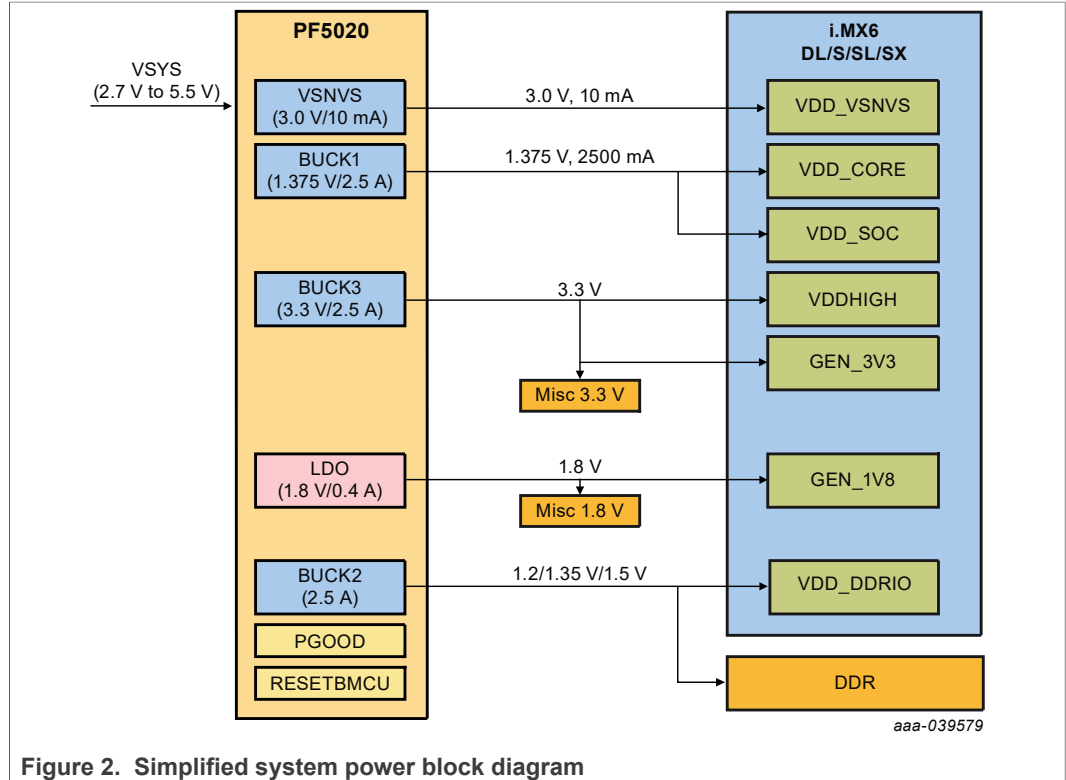 PF5020
i.MX6
DL/S/SL/SX
VSYS
(2.7 V to 5.5 V)
VSNVS
(3.0 V/10 mA)
3.0 V, 10 mA
VDD_VSNVS
BUCK1
(1.375 V/2.5 A)
1.375 V, 2500 mA
VDD_CORE
VDD_SOC
BUCK3
(3.3 V/2.5 A)
3.3 V
VDDHIGH
GEN_3V3
Misc 3.3 V
LDO
(1.8 V/0.4 A)
1.8 V
GEN_1V8
Misc 1.8 V
BUCK2
(2.5 A)
1.2/1.35 V/1.5 V
VDD_DDRIO
PGOOD
RESETBMCU
DDR
aaa-039579
Figure 2. Simplified system power block diagram